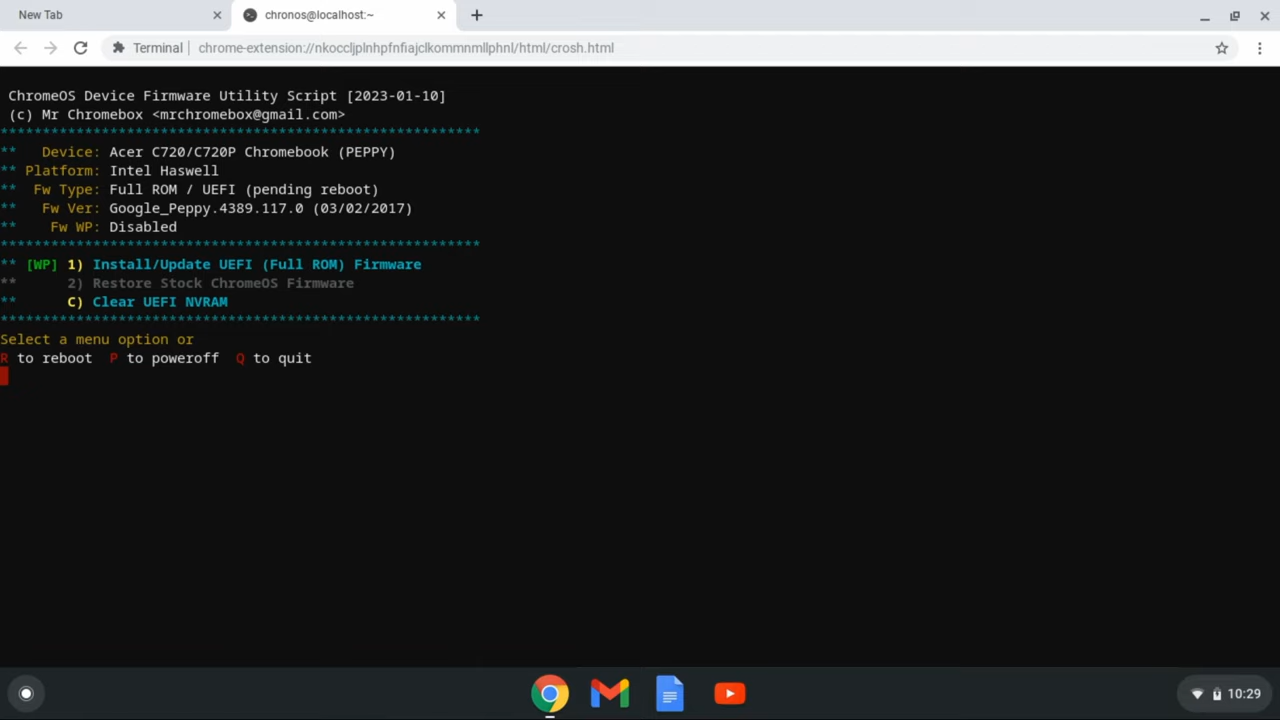 New Tab
chronos@localhost:~
Terminal
chrome-extension://nkoccljplnhpfnfiajclkommnmllphnl/html/crosh.html
ChromeOS Device Firmware Utility Script [2023-01-10]
(c) Mr Chromebox <mrchromebox@gmail.com>
*********************************************************
** Device: Acer C720/C720P Chromebook (PEPPY)
** Platform: Intel Haswell
** Fw Type: Full ROM / UEFI (pending reboot)
** Fw Ver: Google_Peppy.4389.117.0 (03/02/2017)
** Fw WP: Disabled
*********************************************************
** [WP] 1) Install/Update UEFI (Full ROM) Firmware
** 2) Restore Stock ChromeOS Firmware
** C) Clear UEFI NVRAM
*********************************************************
Select a menu option or
R to reboot P to poweroff Q to quit
10:29